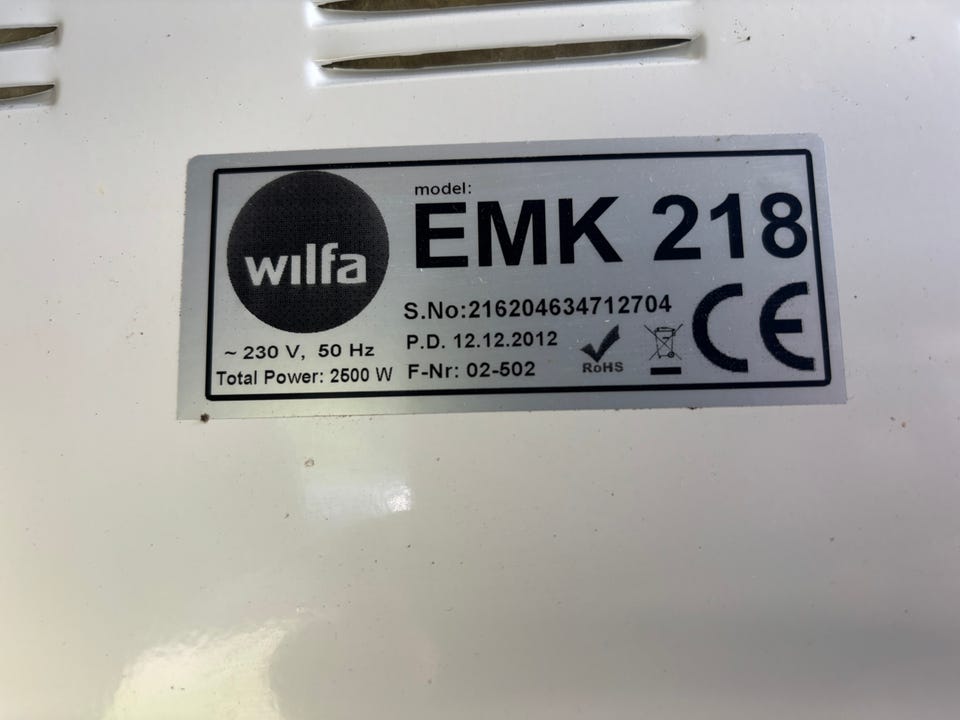 wilfa
model:
EMK 218
S.No:216204634712704
P.D. 12.12.2012
F-Nr: 02-502
~ 230 V, 50 Hz
Total Power: 2500 W
RoHS
CE